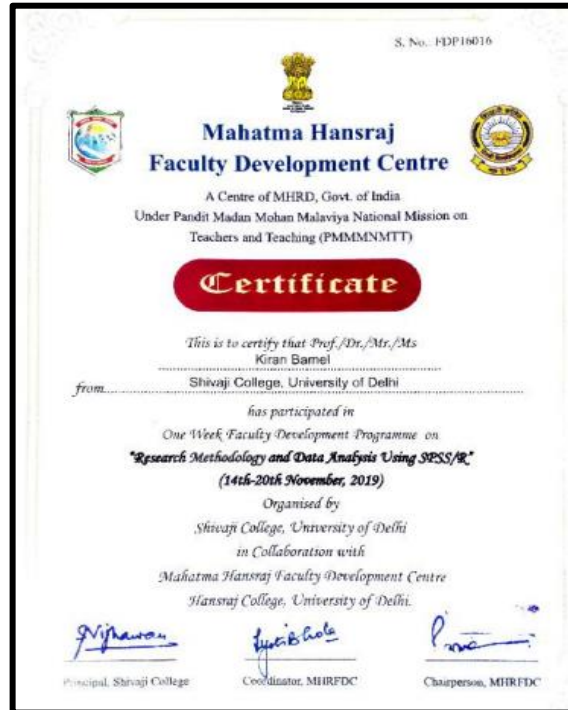 S. No.: FDP16016
Mahatma Hansraj
Faculty Development Centre
A Centre of MHRD, Govt. of India
Under Pandit Madan Mohan Malaviya National Mission on
Teachers and Teaching (PMMMNMTT)
Certificate
This is to certify that Prof./Dr./Mr./Ms
Kiran Bamel
from Shivaji College, University of Delhi
has participated in
One Week Faculty Development Programme on
"Research Methodology and Data Analysis Using SPSS/R"
(14th-20th November, 2019)
Organised by
Shivaji College, University of Delhi
in Collaboration with
Mahatma Hansraj Faculty Development Centre
Hansraj College, University of Delhi.
Principal, Shivaji College
Coordinator, MHRFDC
Chairperson, MHRFDC